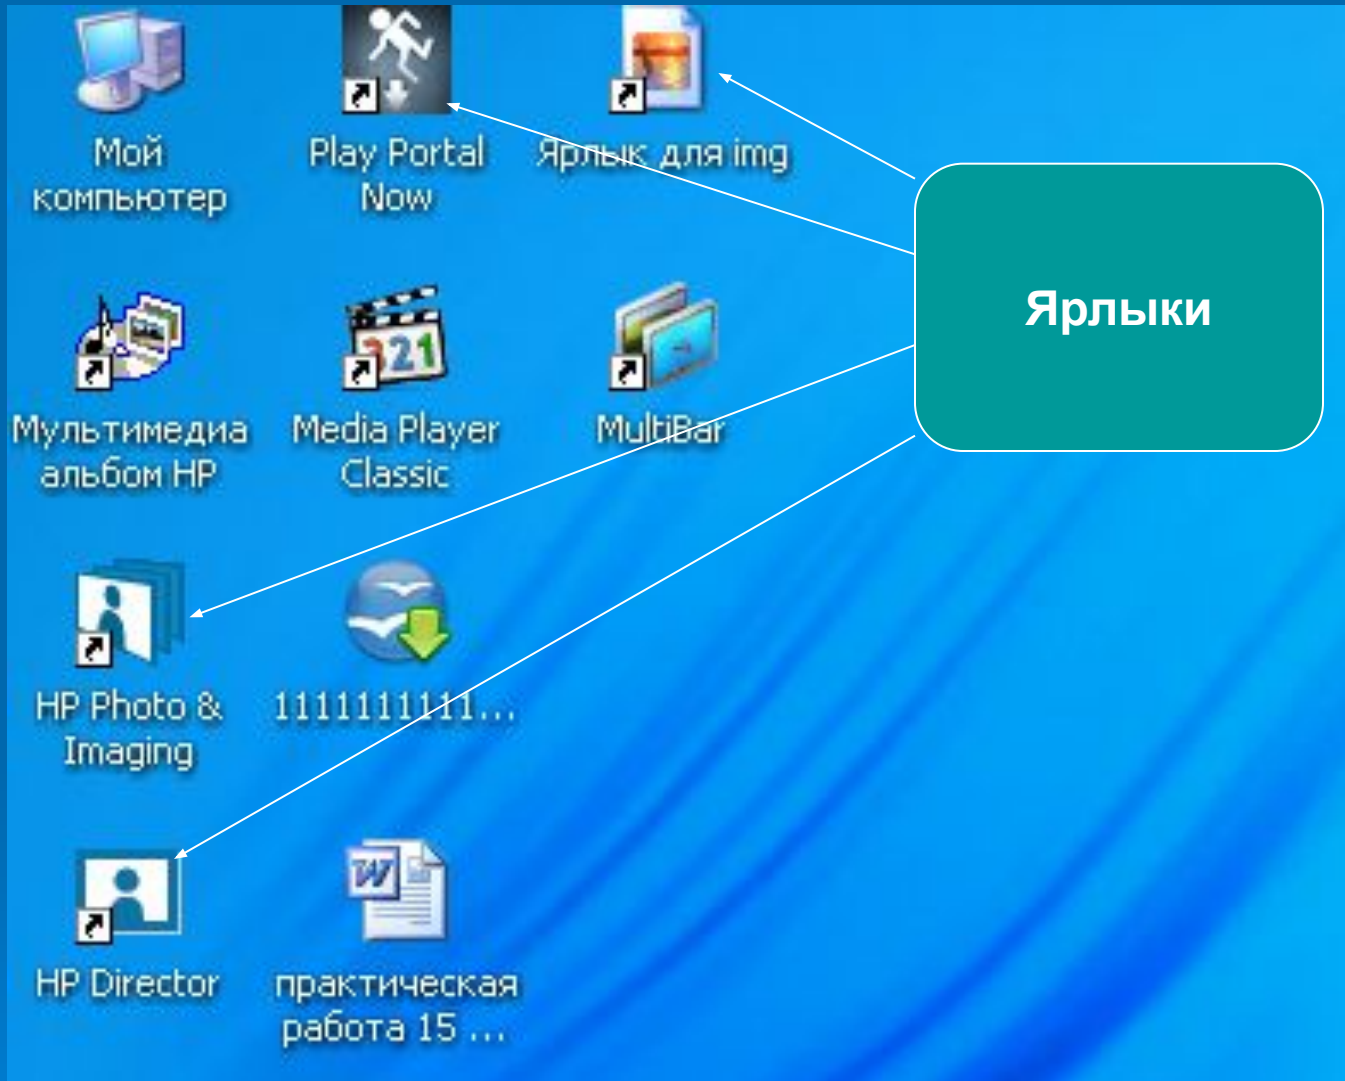 Мой
компьютер
Play Portal
Now
Ярлык для img
Ярлыки
Мультимедиа
альбом HP
Media Player
Classic
321
MultiBar
HP Photo &
Imaging
1111111111...
HP Director
W
практическая
работа 15 ...